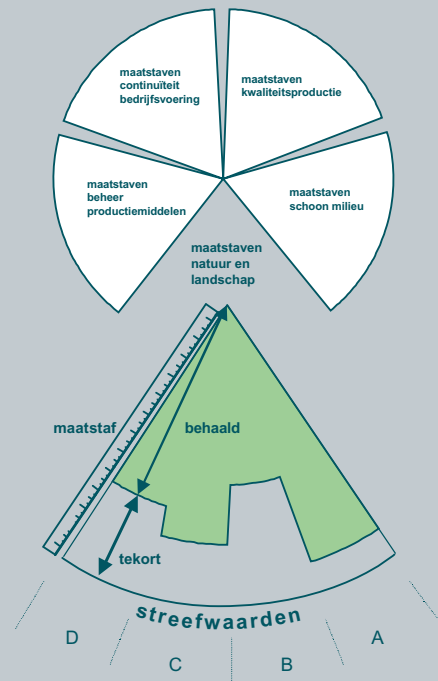 maatstaven
continuïteit
bedrijfsvoering
maatstaven
kwaliteitsproductie
maatstaven
beheer
productiemiddelen
maatstaven
schoon milieu
maatstaven
natuur en
landschap
maatstaf
behaald
tekort
streefwaarden
D
C
B
A